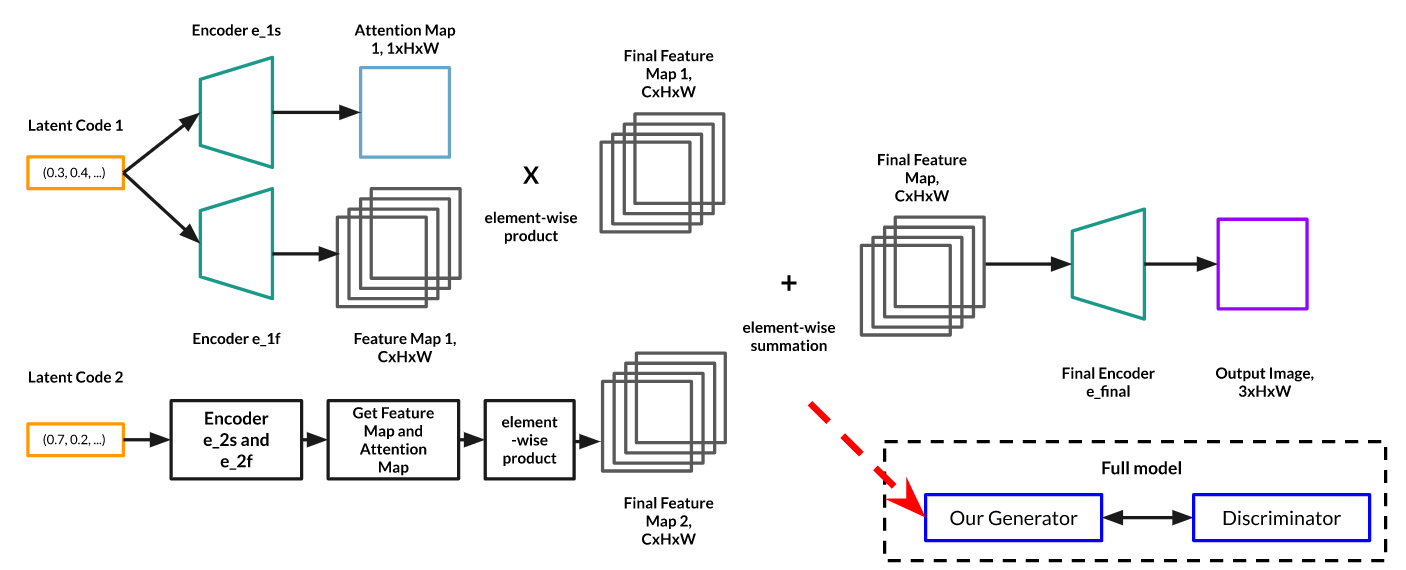 Encoder e_1s
Attention Map
1, 1xHxW
Final Feature
Map 1,
CxHxW
Latent Code 1
(0.3, 0.4, ...)
X
element-wise
product
Encoder e_1f
Feature Map 1,
CxHxW
Final Feature
Map,
CxHxW
+
element-wise
summation
Final Encoder
e_final
Output Image,
3xHxW
Latent Code 2
(0.7, 0.2, ...)
Encoder
e_2s and
e_2f
Get Feature
Map and
Attention
Map
element
-wise
product
Final Feature
Map 2,
CxHxW
Full model
Our Generator
Discriminator